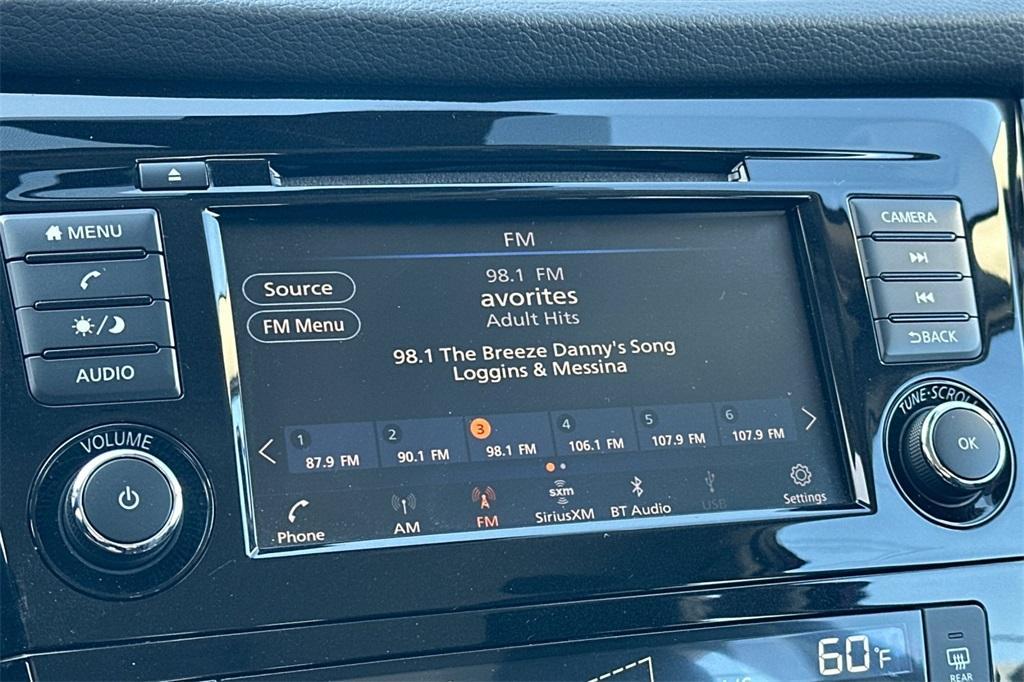 MENU
AUDIO
VOLUME
FM
98.1 FM
avorites
Adult Hits
Source
FM Menu
98.1 The Breeze Danny's Song
Loggins & Messina
1
87.9 FM
2
90.1 FM
3
98.1 FM
4
106.1 FM
5
107.9 FM
6
107.9 FM
Phone
AM
FM
sxm
SiriusXM
BT Audio
USB
Settings
CAMERA
BACK
TUNE·SCROLL
OK
60°F
REAR